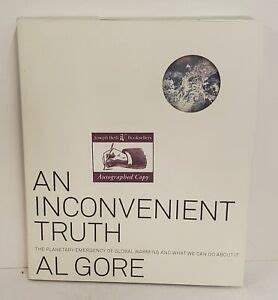 Joseph-Beth Booksellers
Autographed Copy
AN
INCONVENIENT
TRUTH
THE PLANETARY EMERGENCY OF GLOBAL WARMING AND WHAT WE CAN DO ABOUT IT
AL GORE